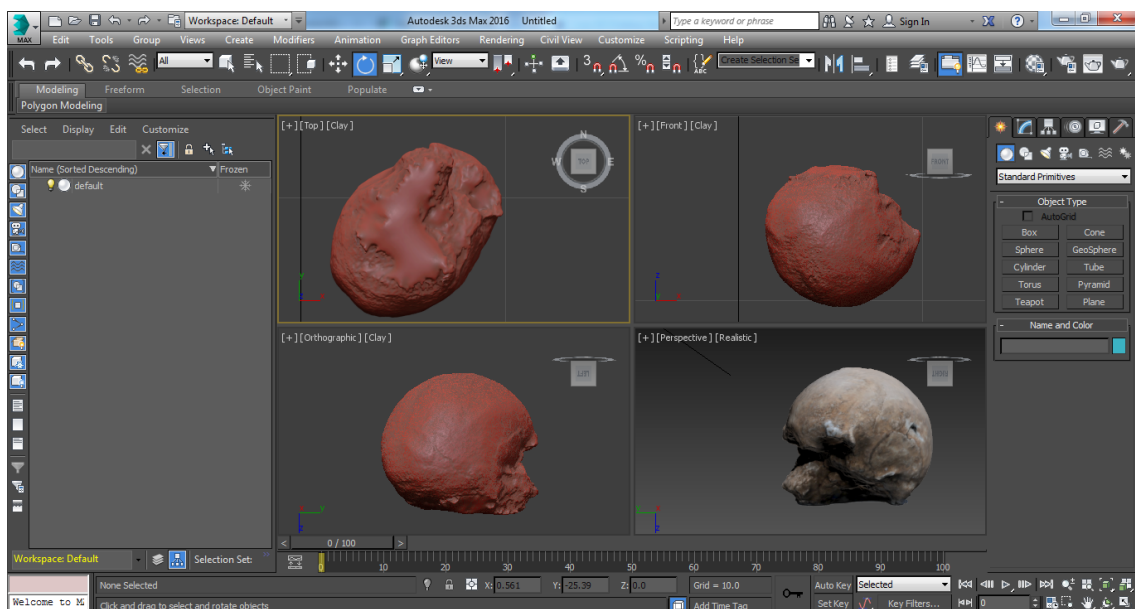 Workspace: Default
Autodesk 3ds Max 2016 Untitled
Type a keyword or phrase
Sign In
MAX
Edit Tools Group Views Create Modifiers Animation Graph Editors Rendering Civil View Customize Scripting Help
All
View
Create Selection Se
Modeling Freeform Selection Object Paint Populate
Polygon Modeling
Select Display Edit Customize
Name (Sorted Descending) Frozen
default
[+] [Top] [Clay]
N
W TOP E
S
[+] [Front] [Clay]
FRONT
[+] [Orthographic] [Clay]
LEFT
[+] [Perspective] [Realistic]
Standard Primitives
- Object Type
AutoGrid
Box Cone
Sphere GeoSphere
Cylinder Tube
Torus Pyramid
Teapot Plane
- Name and Color
0 / 100
Workspace: Default
Selection Set:
0 10 20 30 40 50 60 70 80 90 100
None Selected
X: 0.561 Y: -25.39 Z: 0.0
Grid = 10.0
Auto Key Selected
Welcome to M
Click and drag to select and rotate objects
Add Time Tag
Set Key Key Filters...
0